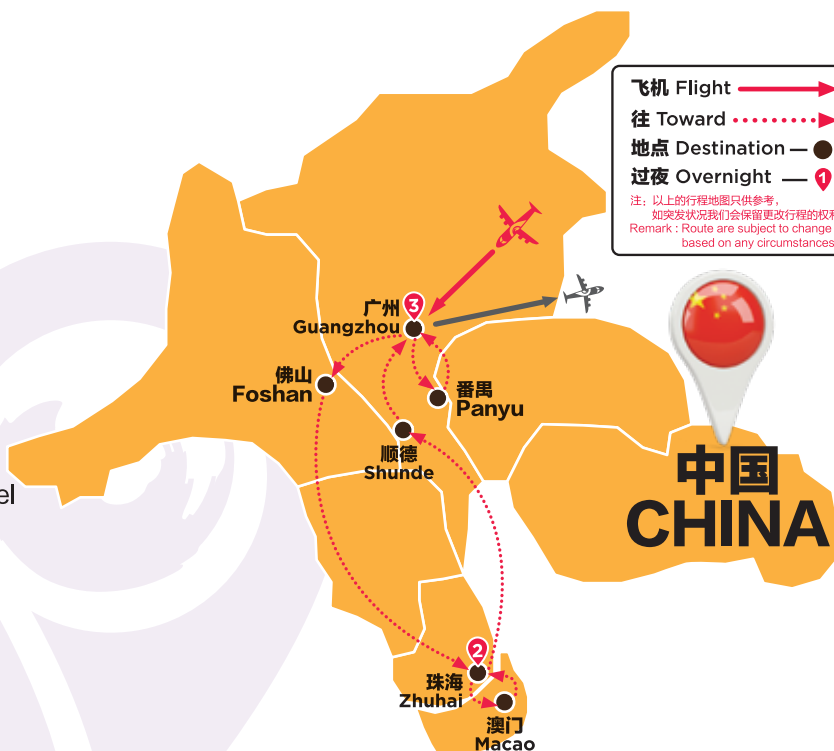 飞机 Flight
往 Toward
地点 Destination
过夜 Overnight 1
注：以上的行程地图只供参考，
如突发状况我们会保留更改行程的权利
Remark : Route are subject to change
based on any circumstances
3
广州
Guangzhou
佛山
Foshan
番禺
Panyu
顺德
Shunde
el
中国
CHINA
2
珠海
Zhuhai
澳门
Macao